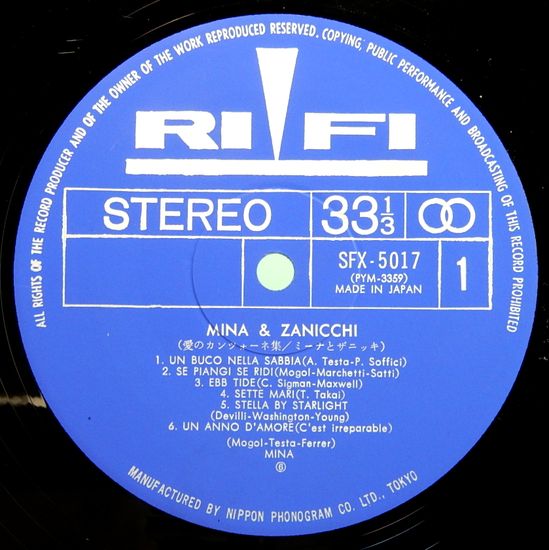 ALL RIGHTS OF THE RECORD PRODUCER AND OF THE OWNER OF THE WORK REPRODUCED RESERVED. COPYING, PUBLIC PERFORMANCE AND BROADCASTING OF THIS RECORD PROHIBITED
RI FI
STEREO
33 1/3
SFX-5017
(PYM-3359)
MADE IN JAPAN
1
MINA & ZANICCHI
(愛のカンツォーネ集／ミーナとザニッキ)
1. UN BUCO NELLA SABBIA(A. Testa-P. Soffici)
2. SE PIANGI SE RIDI(Mogol-Marchetti-Satti)
3. EBB TIDE(C. Sigman-Maxwell)
4. SETTE MARI(T. Takai)
5. STELLA BY STARLIGHT
(Devilli-Washington-Young)
6. UN ANNO D'AMORE(C'est irreparable)
(Mogol-Testa-Ferrer)
MINA
⑥
MANUFACTURED BY NIPPON PHONOGRAM CO. LTD., TOKYO